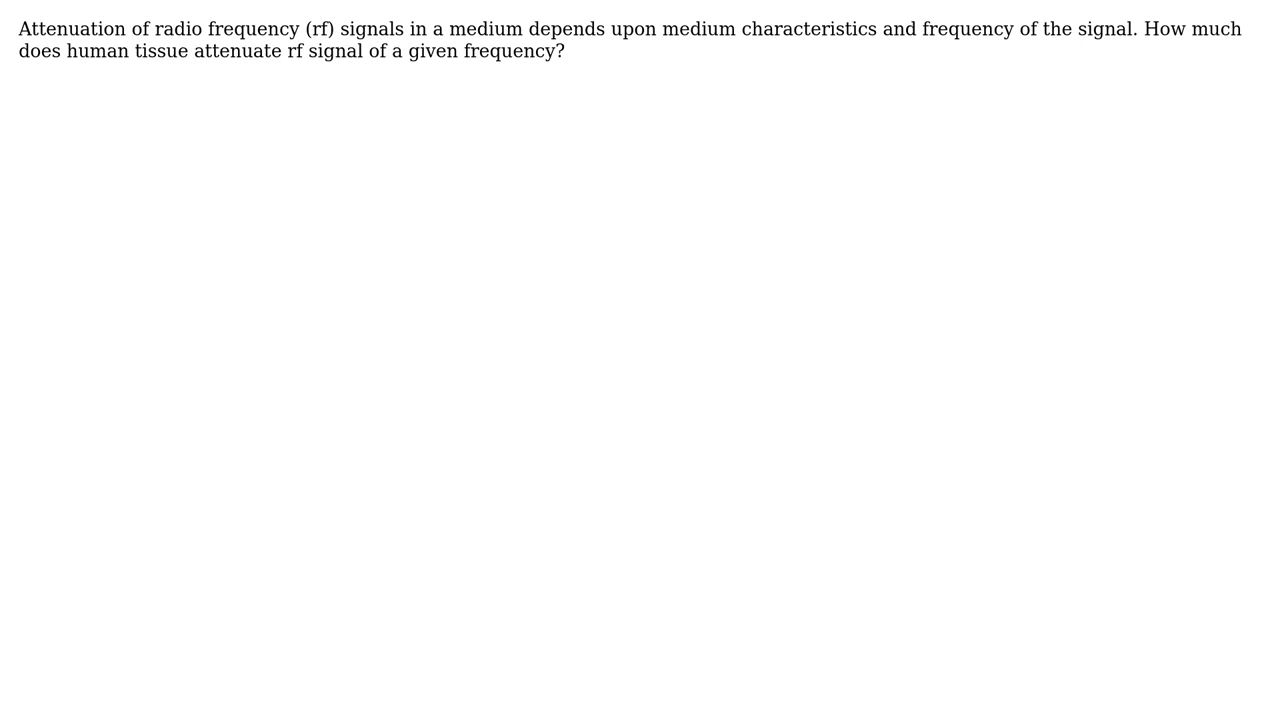 Attenuation of radio frequency (rf) signals in a medium depends upon medium characteristics and frequency of the signal. How much
does human tissue attenuate rf signal of a given frequency?